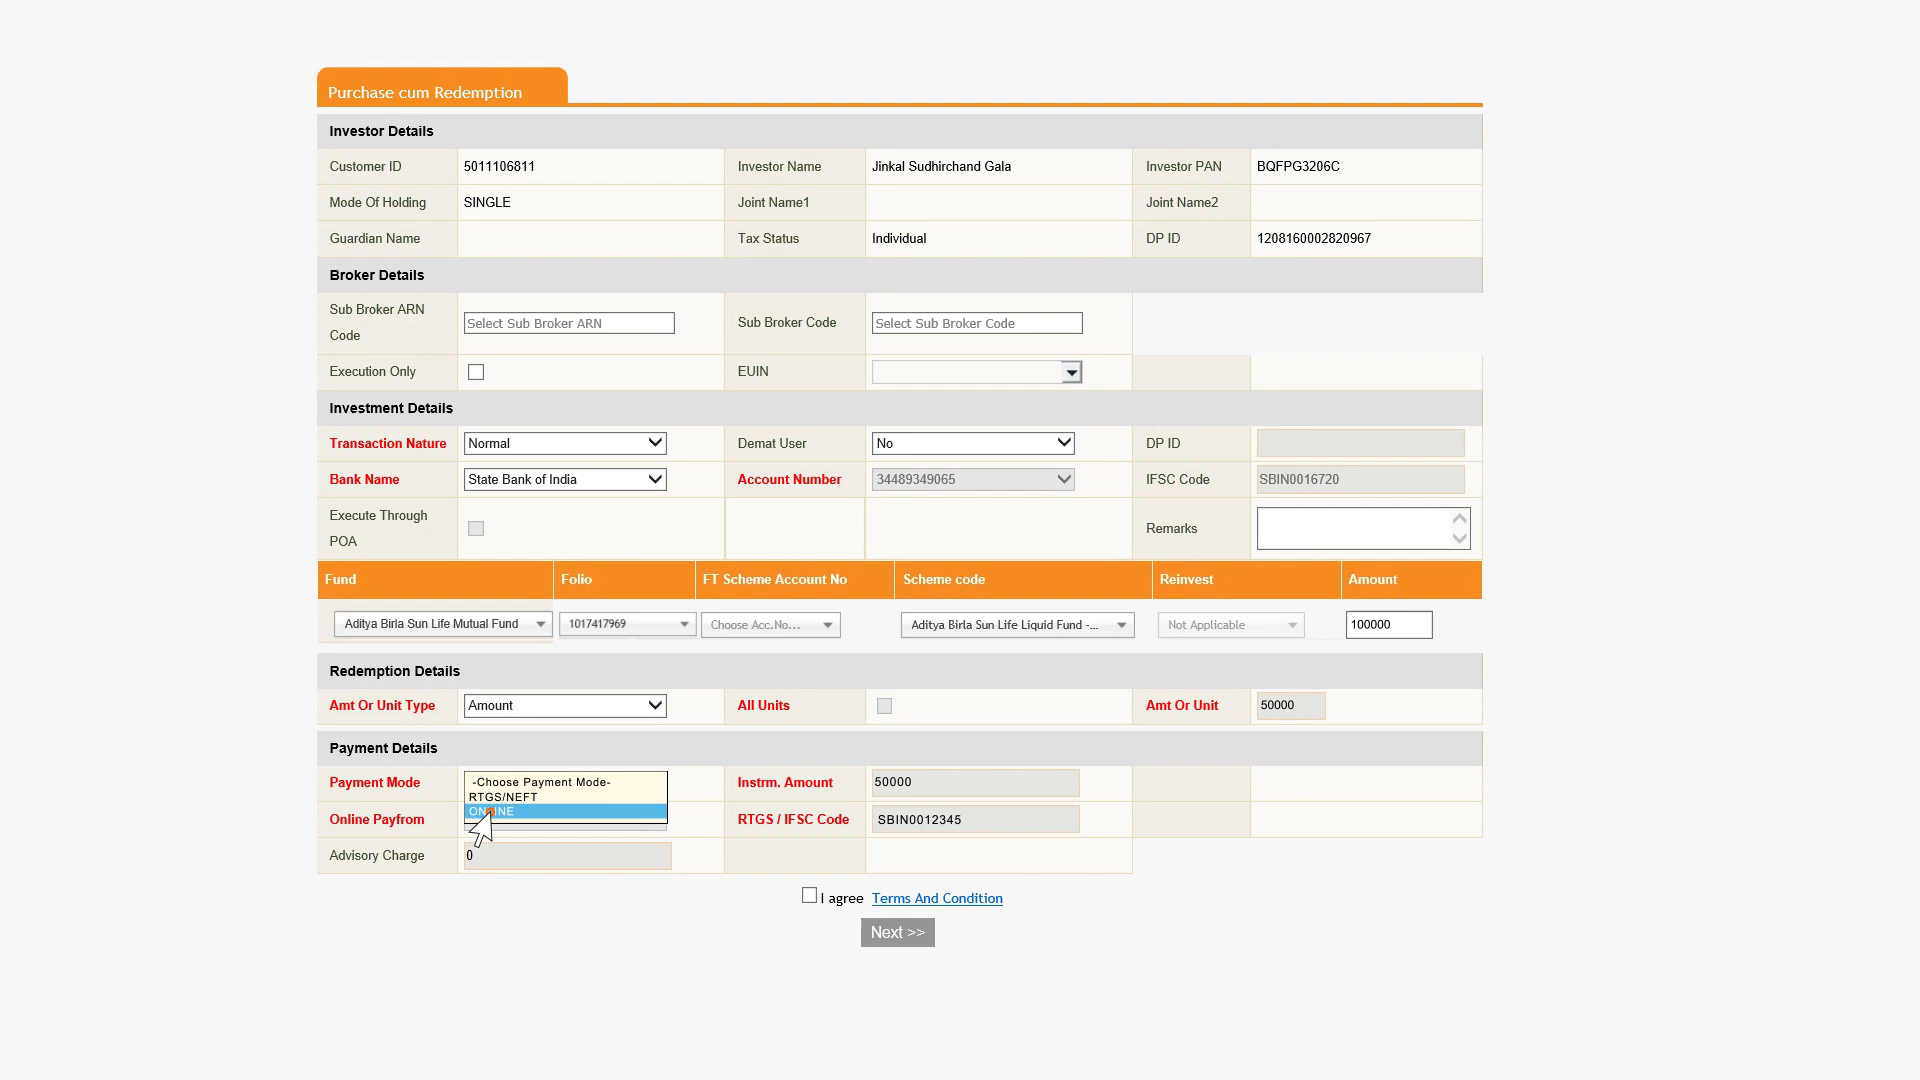 Purchase cum Redemption
Investor Details
Customer ID 5011106811 Investor Name Jinkal Sudhirchand Gala Investor PAN BQFPG3206C
Mode Of Holding SINGLE Joint Name1 Joint Name2
Guardian Name Tax Status Individual DP ID 1208160002820967
Broker Details
Sub Broker ARN Code Select Sub Broker ARN Sub Broker Code Select Sub Broker Code
Execution Only EUIN
Investment Details
Transaction Nature Normal Demat User No DP ID
Bank Name State Bank of India Account Number 34489349065 IFSC Code SBIN0016720
Execute Through POA Remarks
Fund Folio FT Scheme Account No Scheme code Reinvest Amount
Aditya Birla Sun Life Mutual Fund 1017417969 Choose Acc.No... Aditya Birla Sun Life Liquid Fund -... Not Applicable 100000
Redemption Details
Amt Or Unit Type Amount All Units Amt Or Unit 50000
Payment Details
Payment Mode -Choose Payment Mode- Instrm. Amount 50000
RTGS/NEFT
ONLINE
Online Payfrom RTGS / IFSC Code SBIN0012345
Advisory Charge 0
I agree Terms And Condition
Next >>